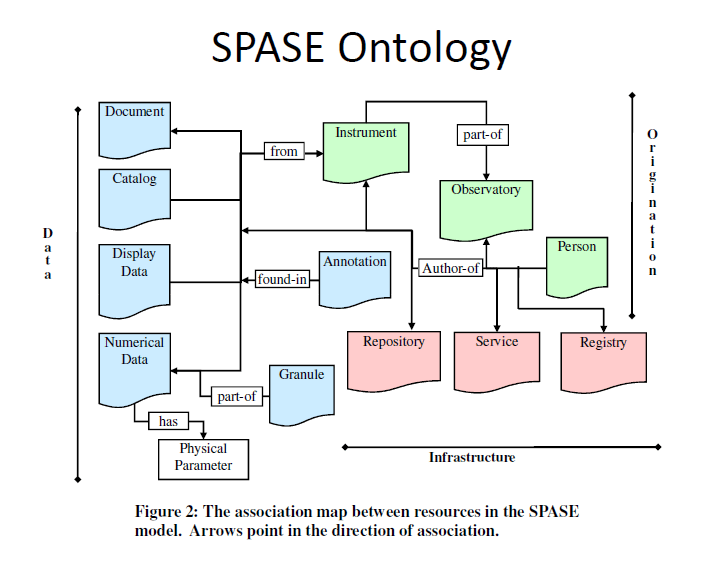 SPASE Ontology
Document
Instrument
part-of
from
Catalog
Observatory
Origination
Data
Display
Data
found-in
Annotation
Author-of
Person
Numerical
Data
Repository
Service
Registry
part-of
Granule
has
Physical
Parameter
Infrastructure
Figure 2: The association map between resources in the SPASE
model. Arrows point in the direction of association.